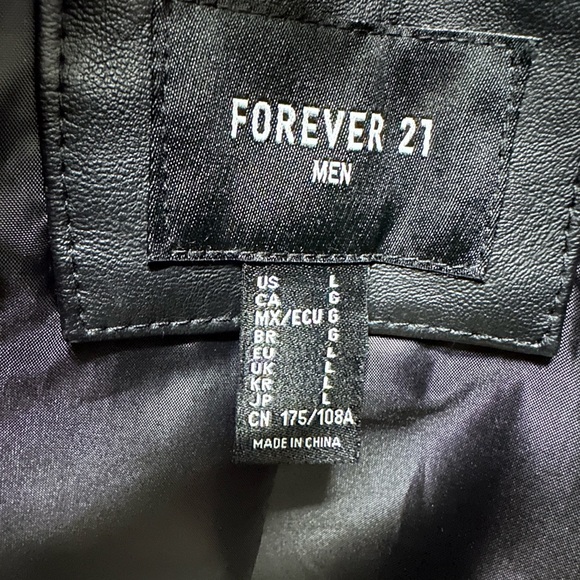 FOREVER 21
MEN
US L
CA G
MX/ECU G
BR G
EU L
UK L
KR L
JP L
CN 175/108A
MADE IN CHINA